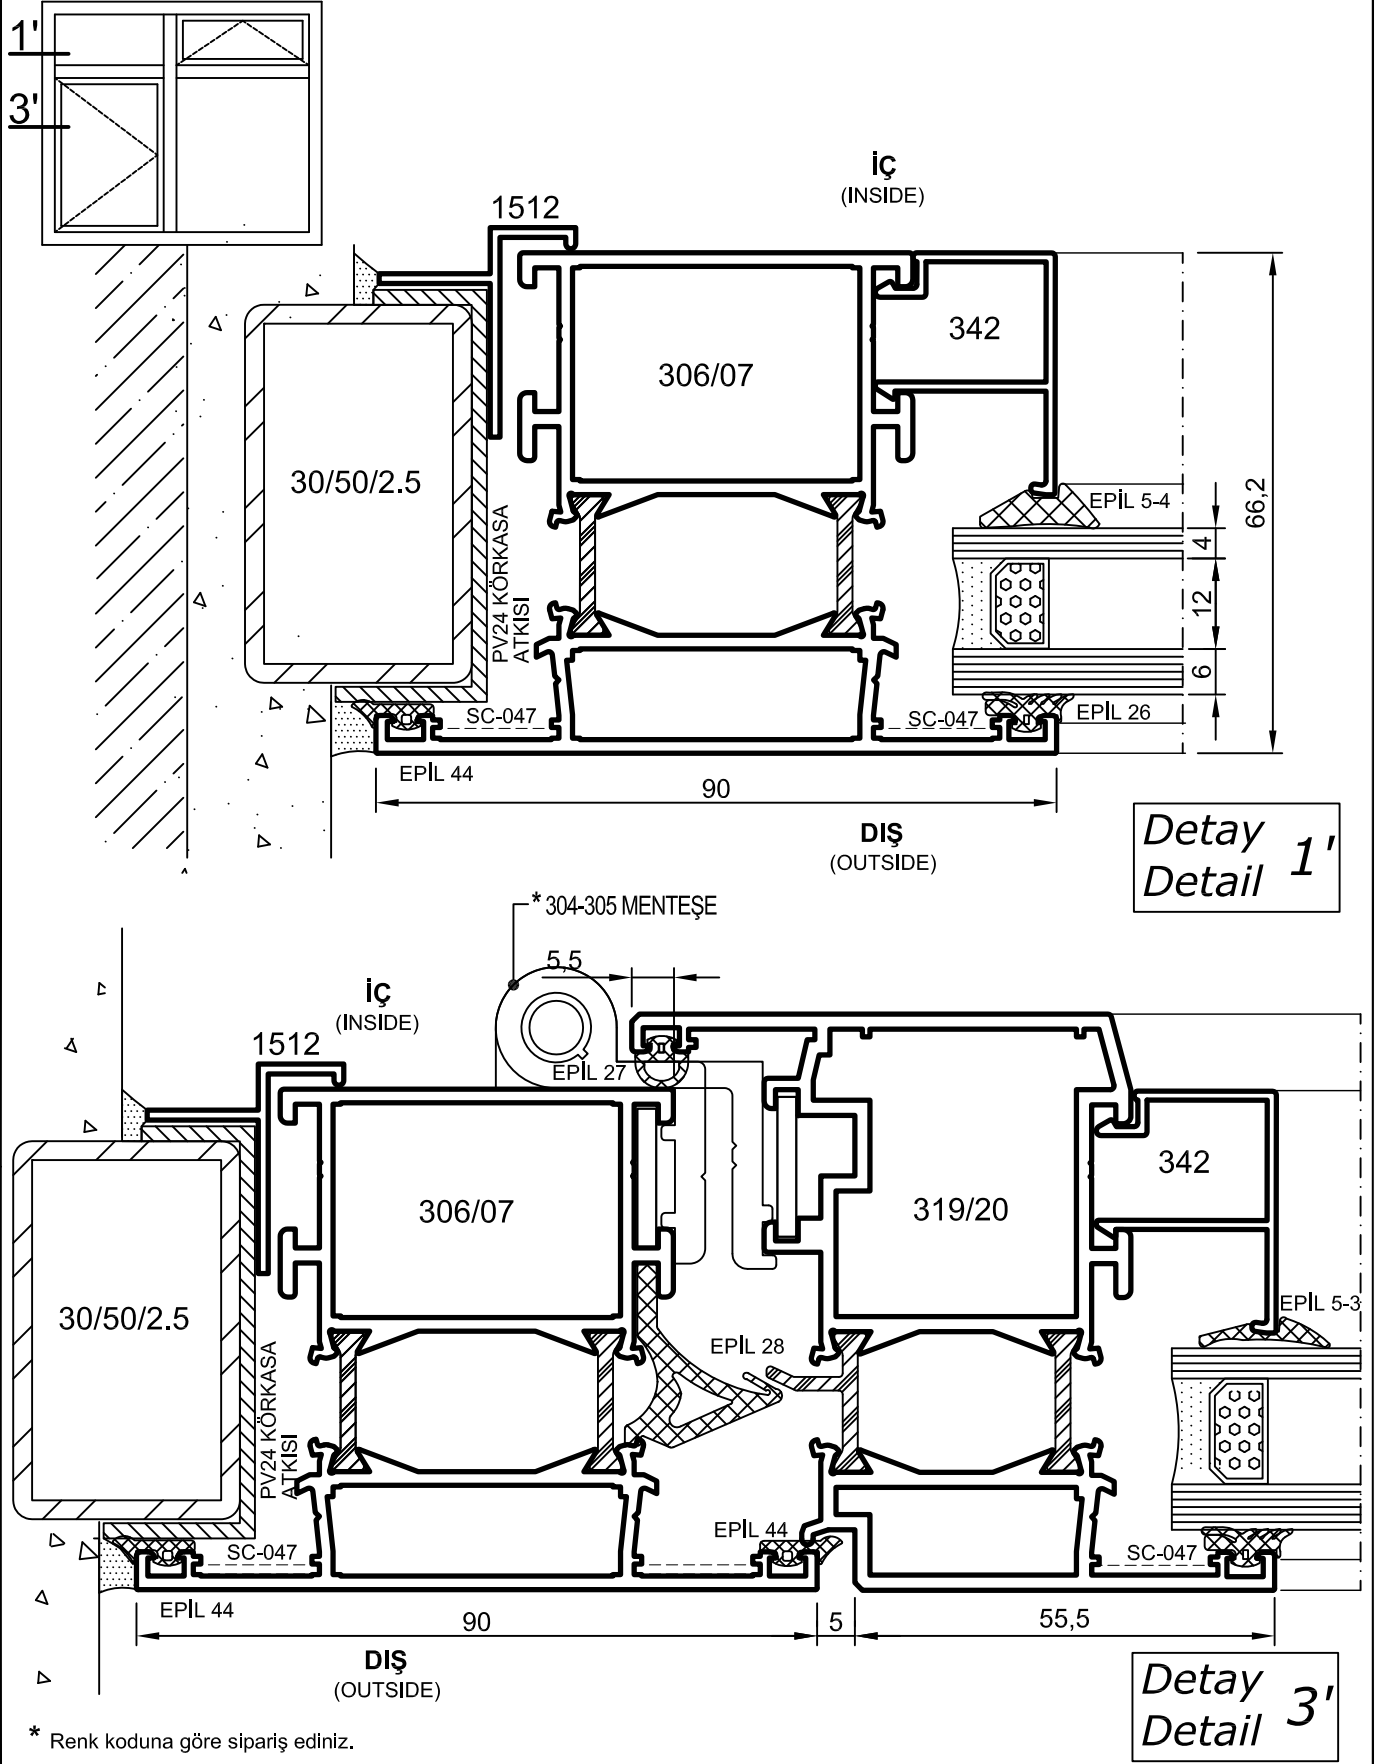 1'
3'
İÇ
(INSIDE)
1512
342
306/07
30/50/2.5
PV24 KÖRKASA
ATKISI
EPİL 5-4
66,2
4
12
6
SC-047
SC-047
EPİL 26
EPİL 44
90
DIŞ
(OUTSIDE)
Detay
Detail 1'
* 304-305 MENTEŞE
5,5
İÇ
(INSIDE)
1512
EPİL 27
342
306/07
319/20
30/50/2.5
EPİL 5-3
EPİL 28
PV24 KÖRKASA
ATKISI
EPİL 44
SC-047
SC-047
EPİL 44
90
5
55,5
DIŞ
(OUTSIDE)
Detay
Detail 3'
* Renk koduna göre sipariş ediniz.